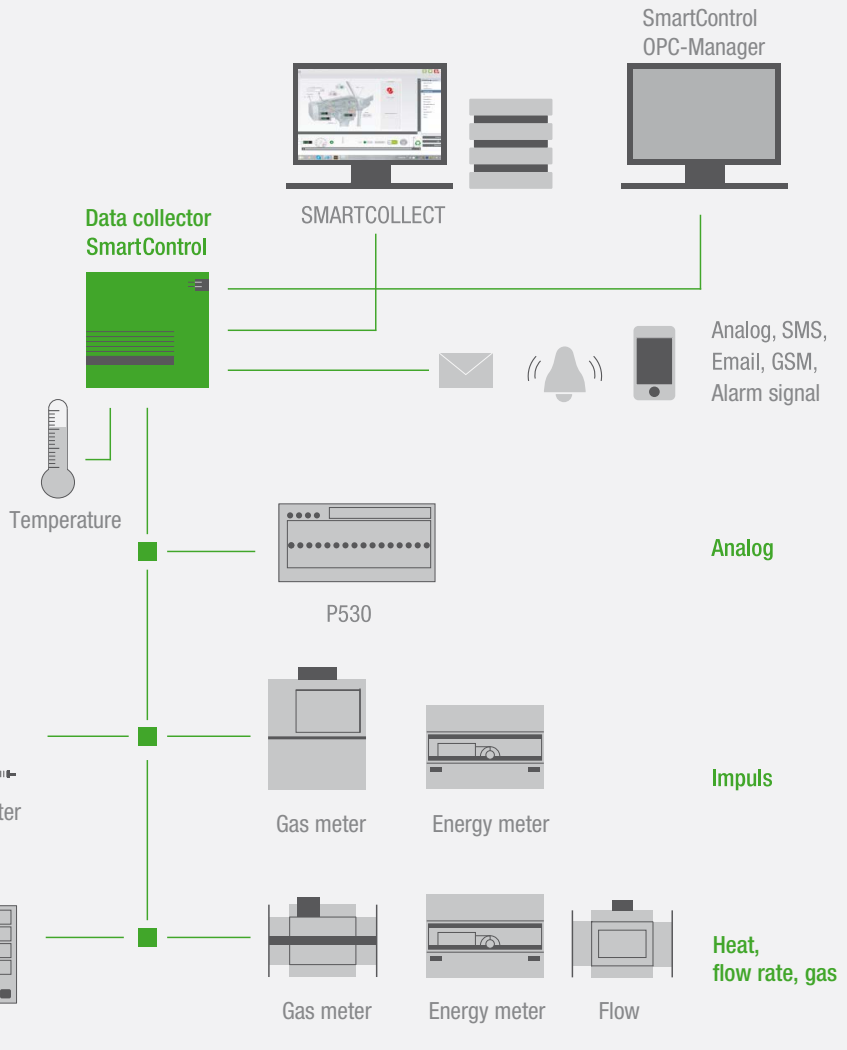 SmartControl
OPC-Manager
SMARTCOLLECT
Data collector
SmartControl
Analog, SMS,
Email, GSM,
Alarm signal
Temperature
P530
Analog
Gas meter
Energy meter
Impuls
Gas meter
Energy meter
Flow
Heat,
flow rate, gas